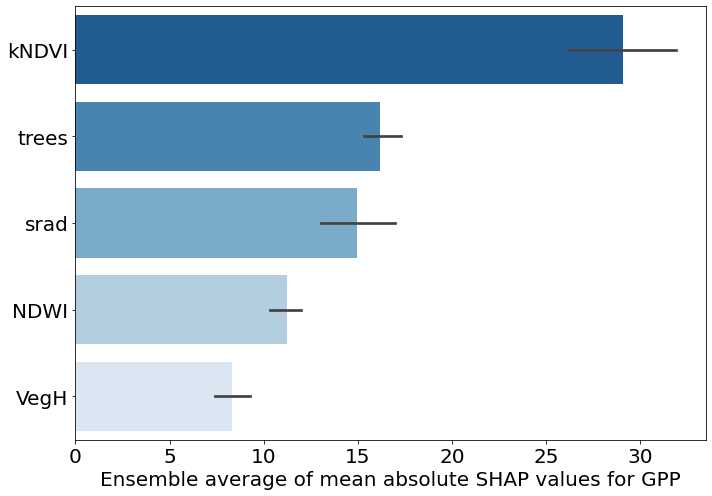 kNDVI
trees
srad
NDWI
VegH
0 5 10 15 20 25 30
Ensemble average of mean absolute SHAP values for GPP